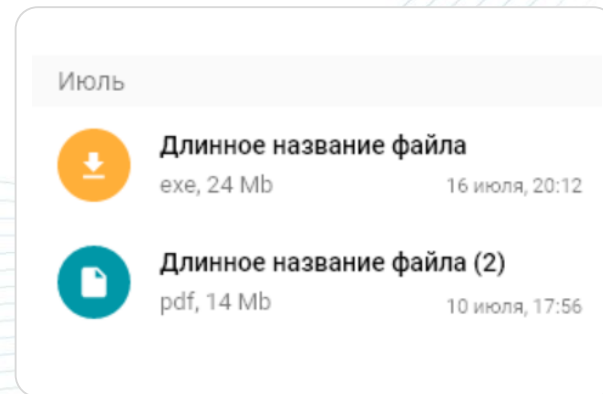 Июль
Длинное название файла
exe, 24 Mb
16 июля, 20:12
Длинное название файла (2)
pdf, 14 Mb
10 июля, 17:56